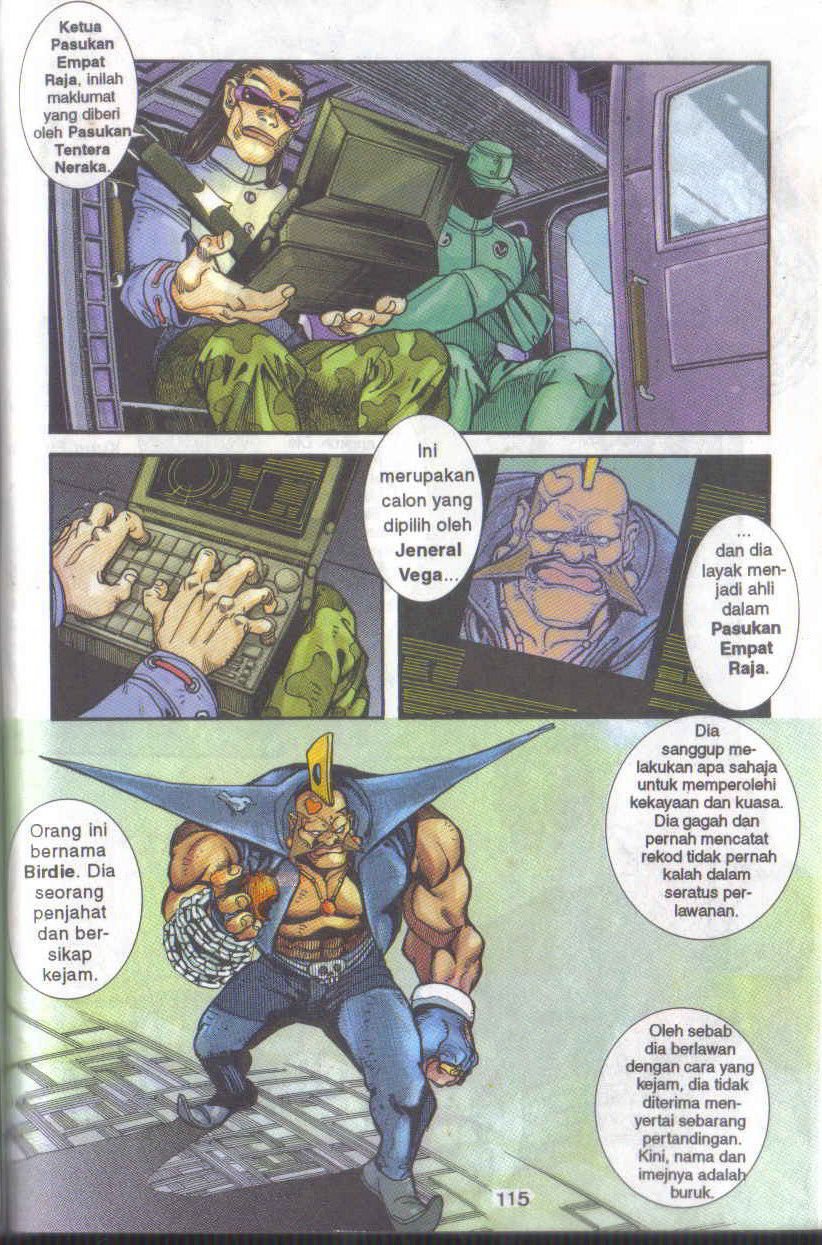 Ketua
Pasukan
Empat
Raja, inilah
maklumat
yang diberi
oleh Pasukan
Tentera
Neraka.
Ini
merupakan
calon yang
dipilih oleh
Jeneral
Vega...
...
dan dia
layak men-
jadi ahli
dalam
Pasukan
Empat
Raja.
Orang ini
bernama
Birdie. Dia
seorang
penjahat
dan ber-
sikap
kejam.
Dia
sanggup me-
lakukan apa sahaja
untuk memperolehi
kekayaan dan kuasa.
Dia gagah dan
pernah mencatat
rekod tidak pernah
kalah dalam
seratus per-
lawanan.
Oleh sebab
dia berlawan
dengan cara yang
kejam, dia tidak
diterima men-
yertai sebarang
pertandingan.
Kini, nama dan
imejnya adalah
buruk.
115